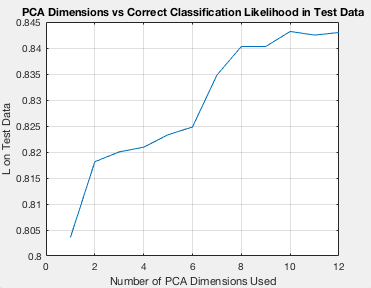 PCA Dimensions vs Correct Classification Likelihood in Test Data
0.845
0.84
0.835
0.83
0.825
0.82
0.815
0.81
0.805
0.8
L on Test Data
0 2 4 6 8 10 12
Number of PCA Dimensions Used